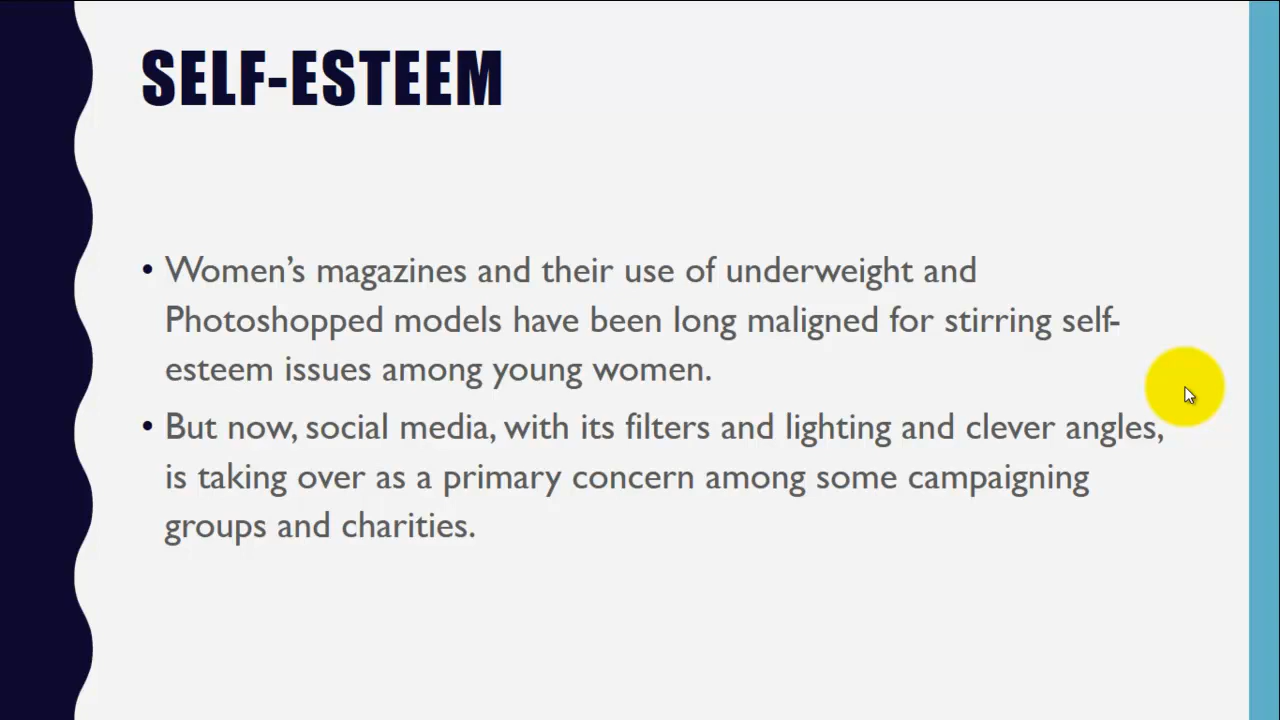 SELF-ESTEEM
• Women’s magazines and their use of underweight and
Photoshopped models have been long maligned for stirring self-
esteem issues among young women.
• But now, social media, with its filters and lighting and clever angles,
is taking over as a primary concern among some campaigning
groups and charities.